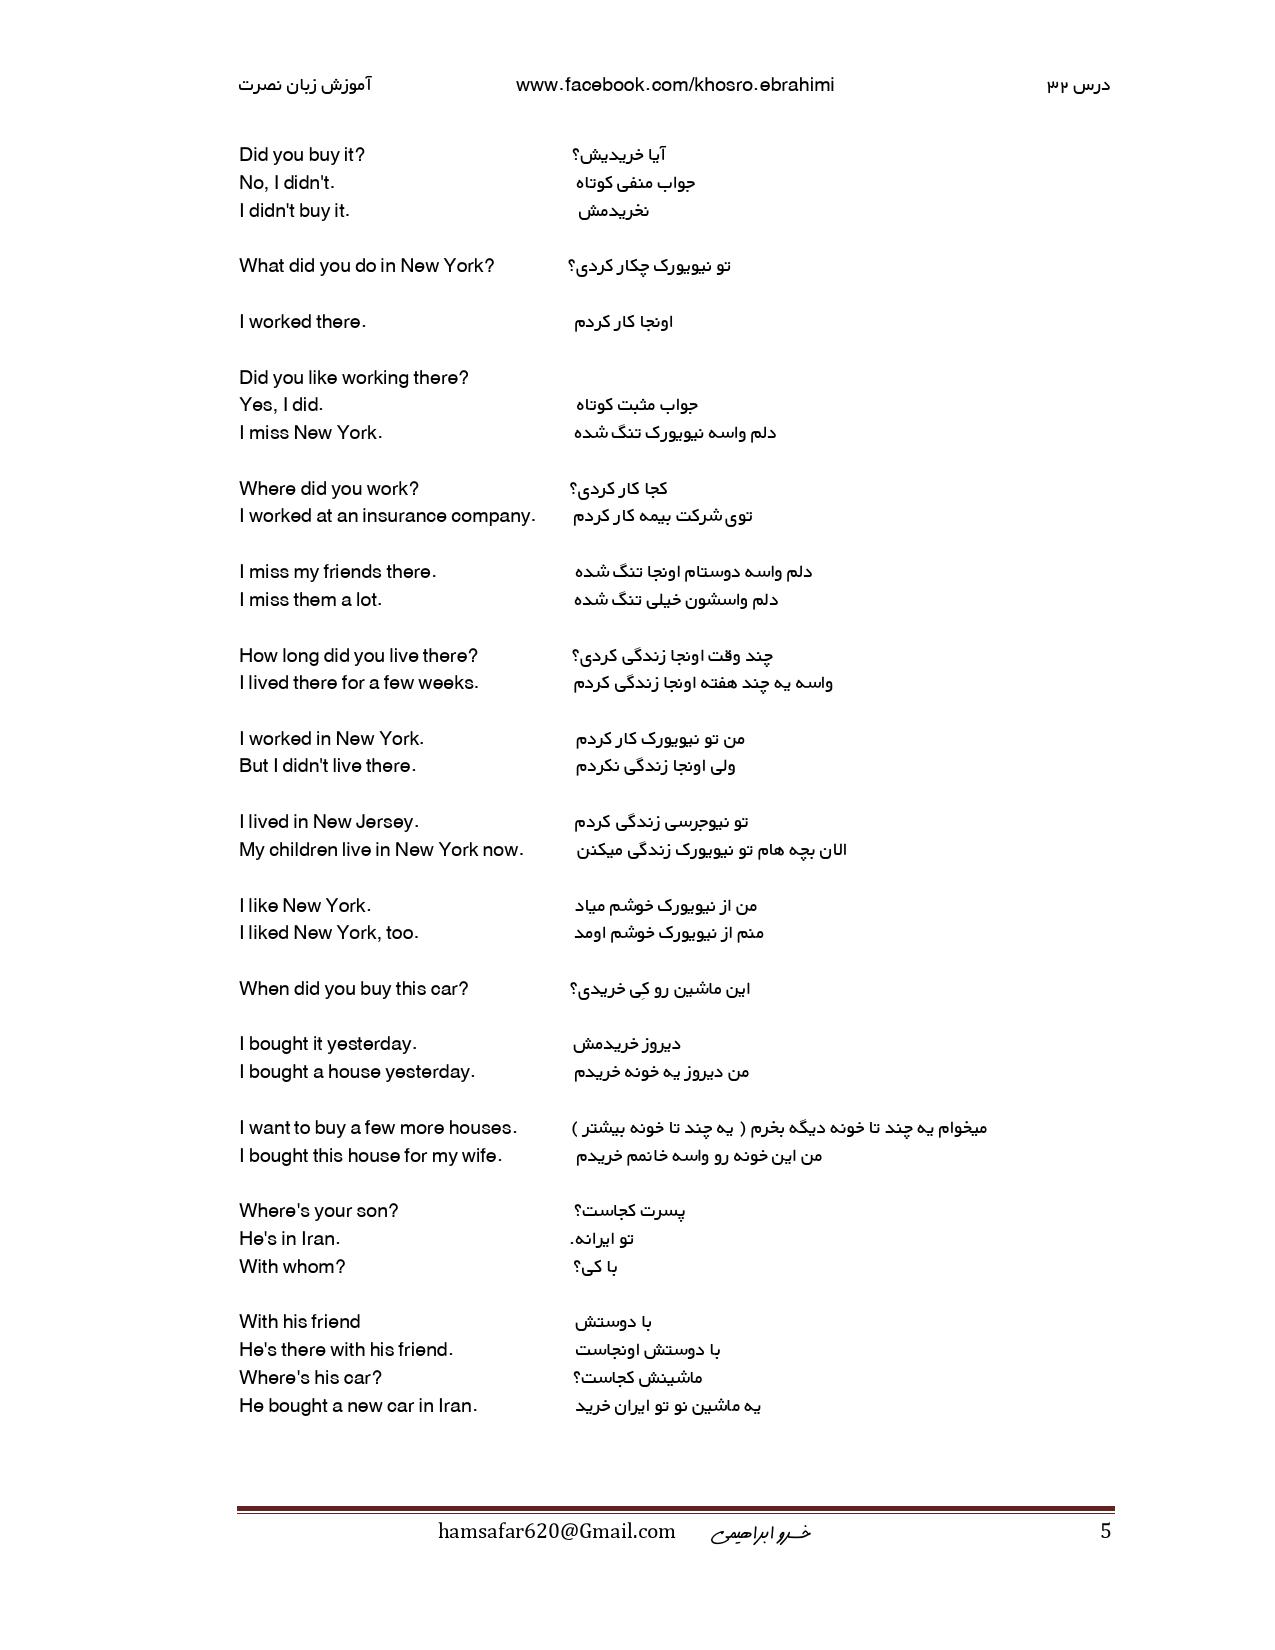 آموزش زبان نصرت www.facebook.com/khosro.ebrahimi درس ۳۲
Did you buy it? آیا خریدیش؟
No, I didn't. جواب منفی کوتاه
I didn't buy it. نخریدمش
What did you do in New York? تو نیویورک چکار کردی؟
I worked there. اونجا کار کردم
Did you like working there?
Yes, I did. جواب مثبت کوتاه
I miss New York. دلم واسه نیویورک تنگ شده
Where did you work? کجا کار کردی؟
I worked at an insurance company. توی شرکت بیمه کار کردم
I miss my friends there. دلم واسه دوستام اونجا تنگ شده
I miss them a lot. دلم واسشون خیلی تنگ شده
How long did you live there? چند وقت اونجا زندگی کردی؟
I lived there for a few weeks. واسه یه چند هفته اونجا زندگی کردم
I worked in New York. من تو نیویورک کار کردم
But I didn't live there. ولی اونجا زندگی نکردم
I lived in New Jersey. تو نیوجرسی زندگی کردم
My children live in New York now. الان بچه هام تو نیویورک زندگی میکنن
I like New York. من از نیویورک خوشم میاد
I liked New York, too. منم از نیویورک خوشم اومد
When did you buy this car? این ماشین رو کِی خریدی؟
I bought it yesterday. دیروز خریدمش
I bought a house yesterday. من دیروز یه خونه خریدم
I want to buy a few more houses. میخوام یه چند تا خونه دیگه بخرم ( یه چند تا خونه بیشتر )
I bought this house for my wife. من این خونه رو واسه خانمم خریدم
Where's your son? پسرت کجاست؟
He's in Iran. تو ایرانه.
With whom? با کی؟
With his friend با دوستش
He's there with his friend. با دوستش اونجاست
Where's his car? ماشینش کجاست؟
He bought a new car in Iran. یه ماشین نو تو ایران خرید
hamsafar620@Gmail.com خسرو ابراهیمی 5